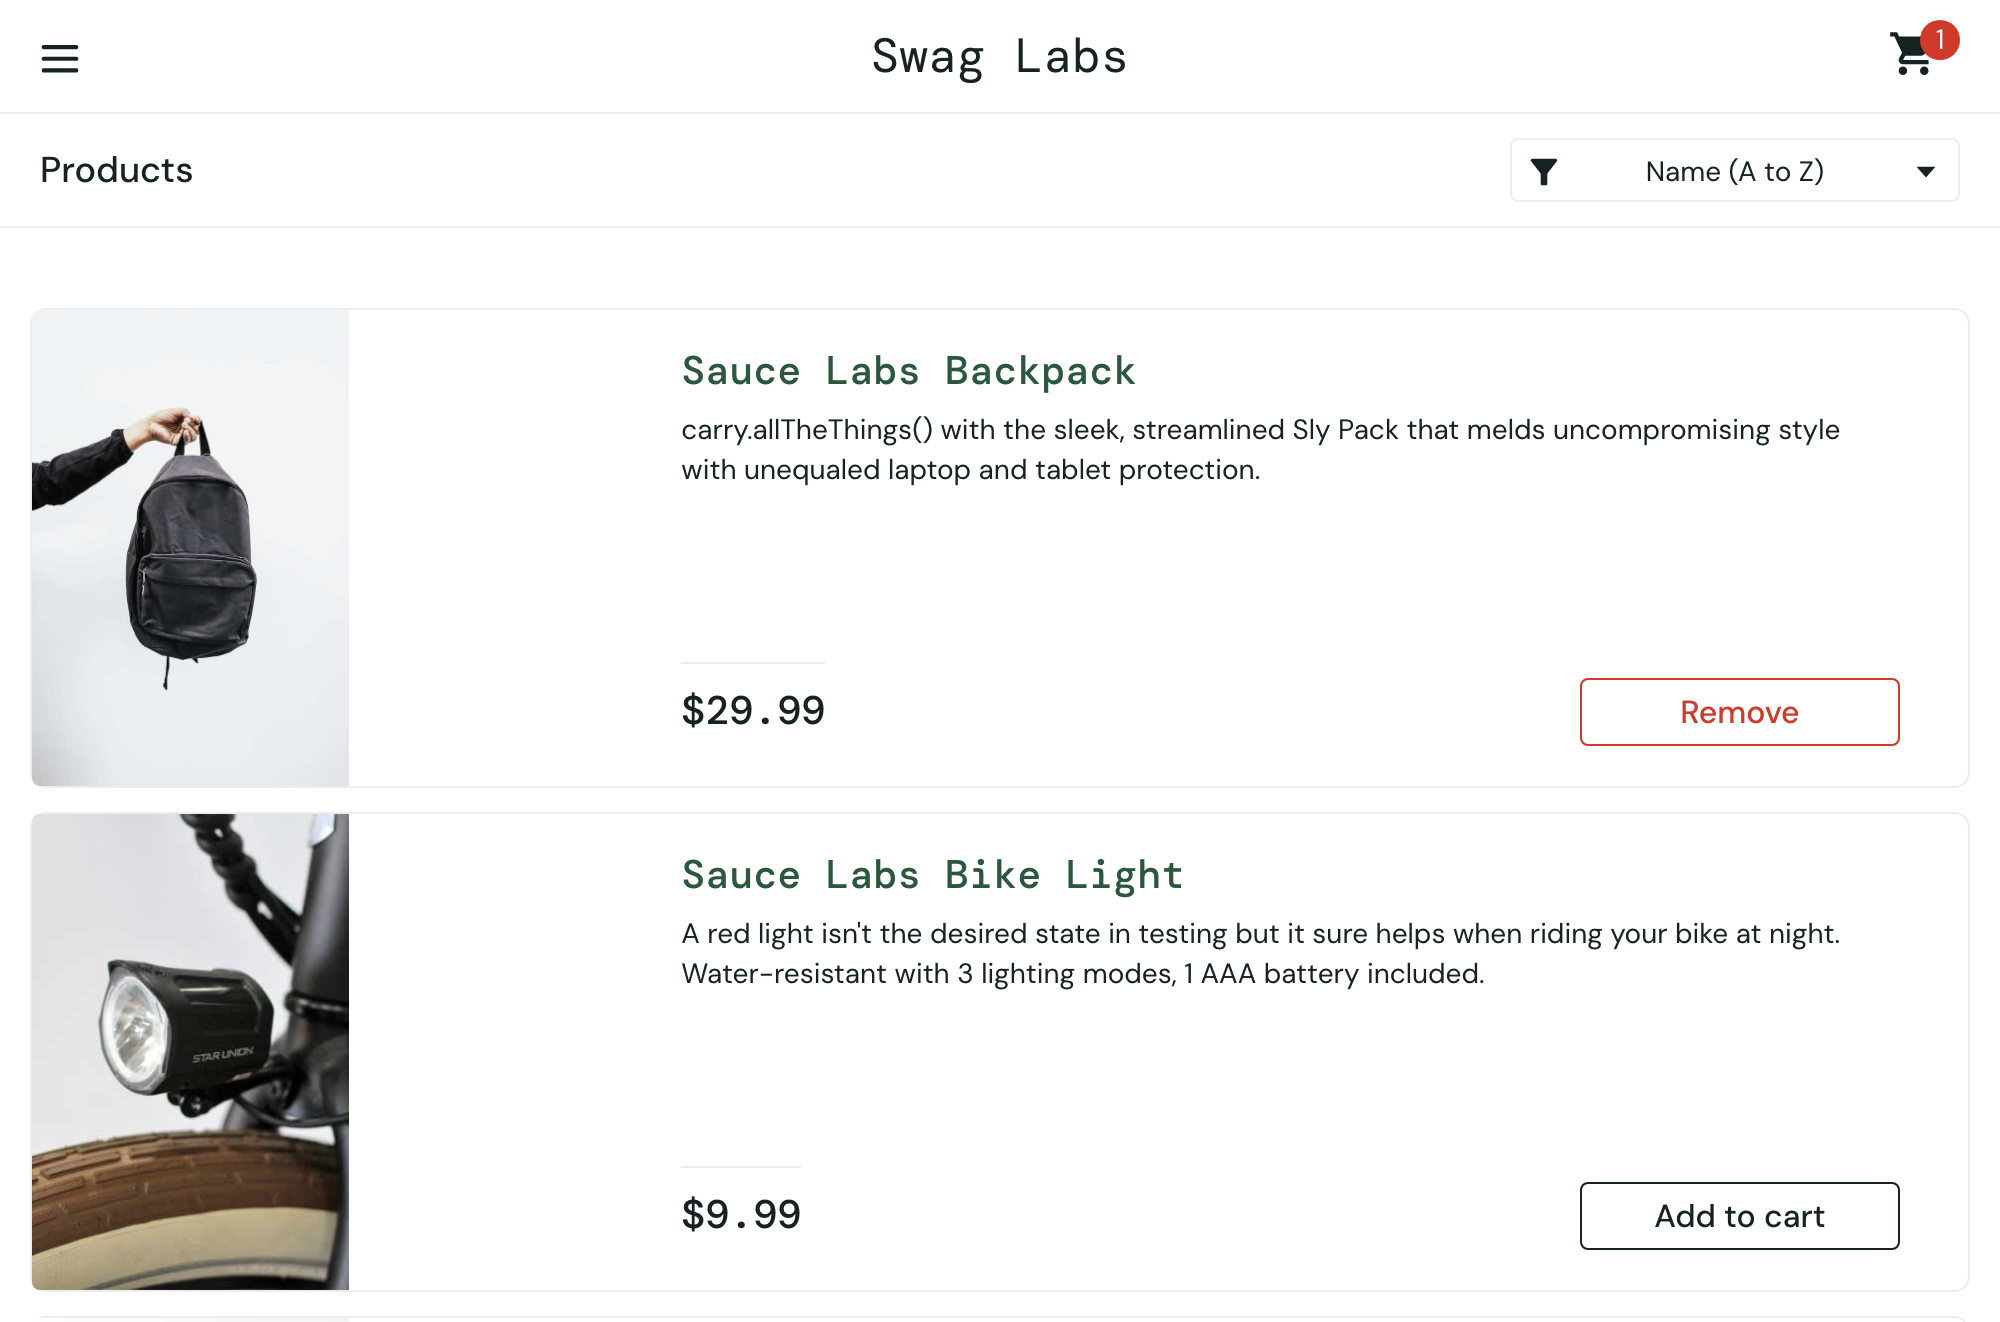 Swag Labs
1
Products
Name (A to Z)
Sauce Labs Backpack
carry.allTheThings() with the sleek, streamlined Sly Pack that melds uncompromising style
with unequaled laptop and tablet protection.
$29.99
Remove
Sauce Labs Bike Light
A red light isn't the desired state in testing but it sure helps when riding your bike at night.
Water-resistant with 3 lighting modes, 1 AAA battery included.
STAR UNION
$9.99
Add to cart